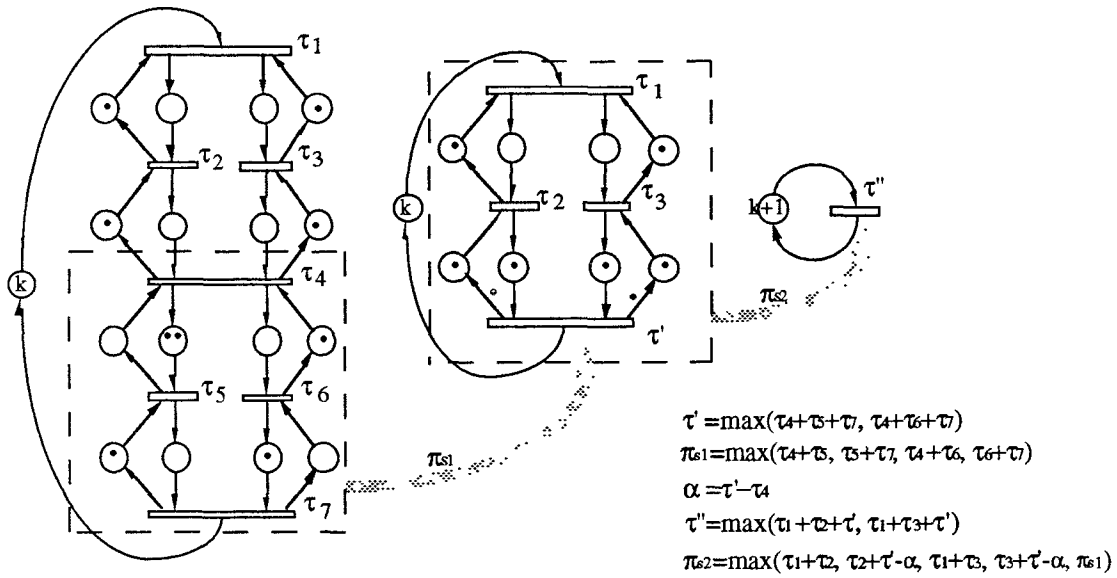 τ1
τ2
τ3
k
τ4
τ5
τ6
τ7
πs1
τ1
τ2
τ3
k
τ'
k+1
τ"
πs2
τ'=max(τ4+τ5+τ7, τ4+τ6+τ7)
πs1=max(τ4+τ5, τ5+τ7, τ4+τ6, τ6+τ7)
α=τ'−τ4
τ"=max(τ1+τ2+τ', τ1+τ3+τ')
πs2=max(τ1+τ2, τ2+τ'-α, τ1+τ3, τ3+τ'-α, πs1)